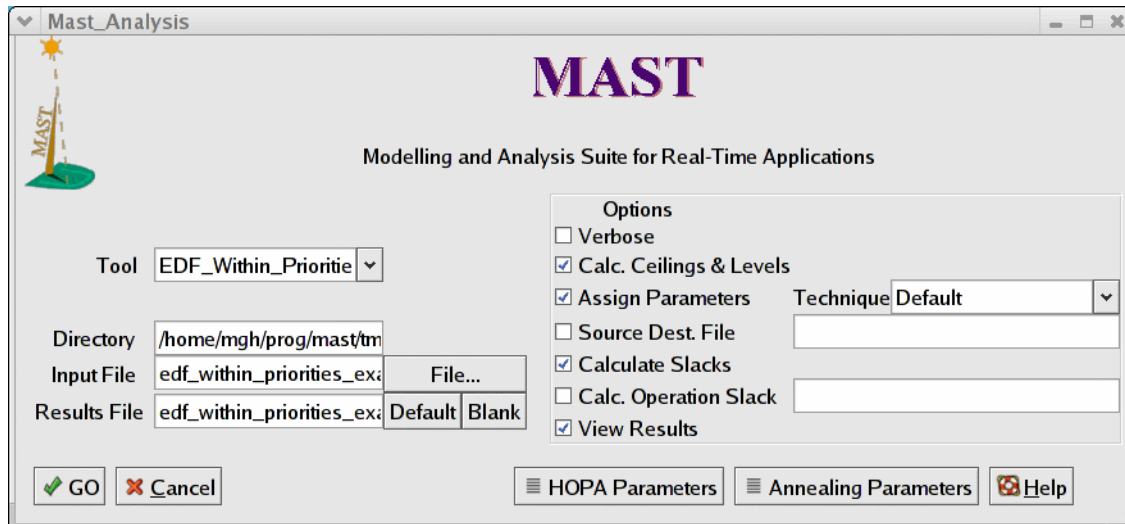 Mast_Analysis
MAST
MAST
Modelling and Analysis Suite for Real-Time Applications
Options
Verbose
Tool EDF_Within_Prioritie
Calc. Ceilings & Levels
Assign Parameters Technique Default
Directory /home/mgh/prog/mast/tm
Source Dest. File
Input File edf_within_priorities_exa File...
Calculate Slacks
Results File edf_within_priorities_exa Default Blank
Calc. Operation Slack
View Results
GO Cancel HOPA Parameters Annealing Parameters Help